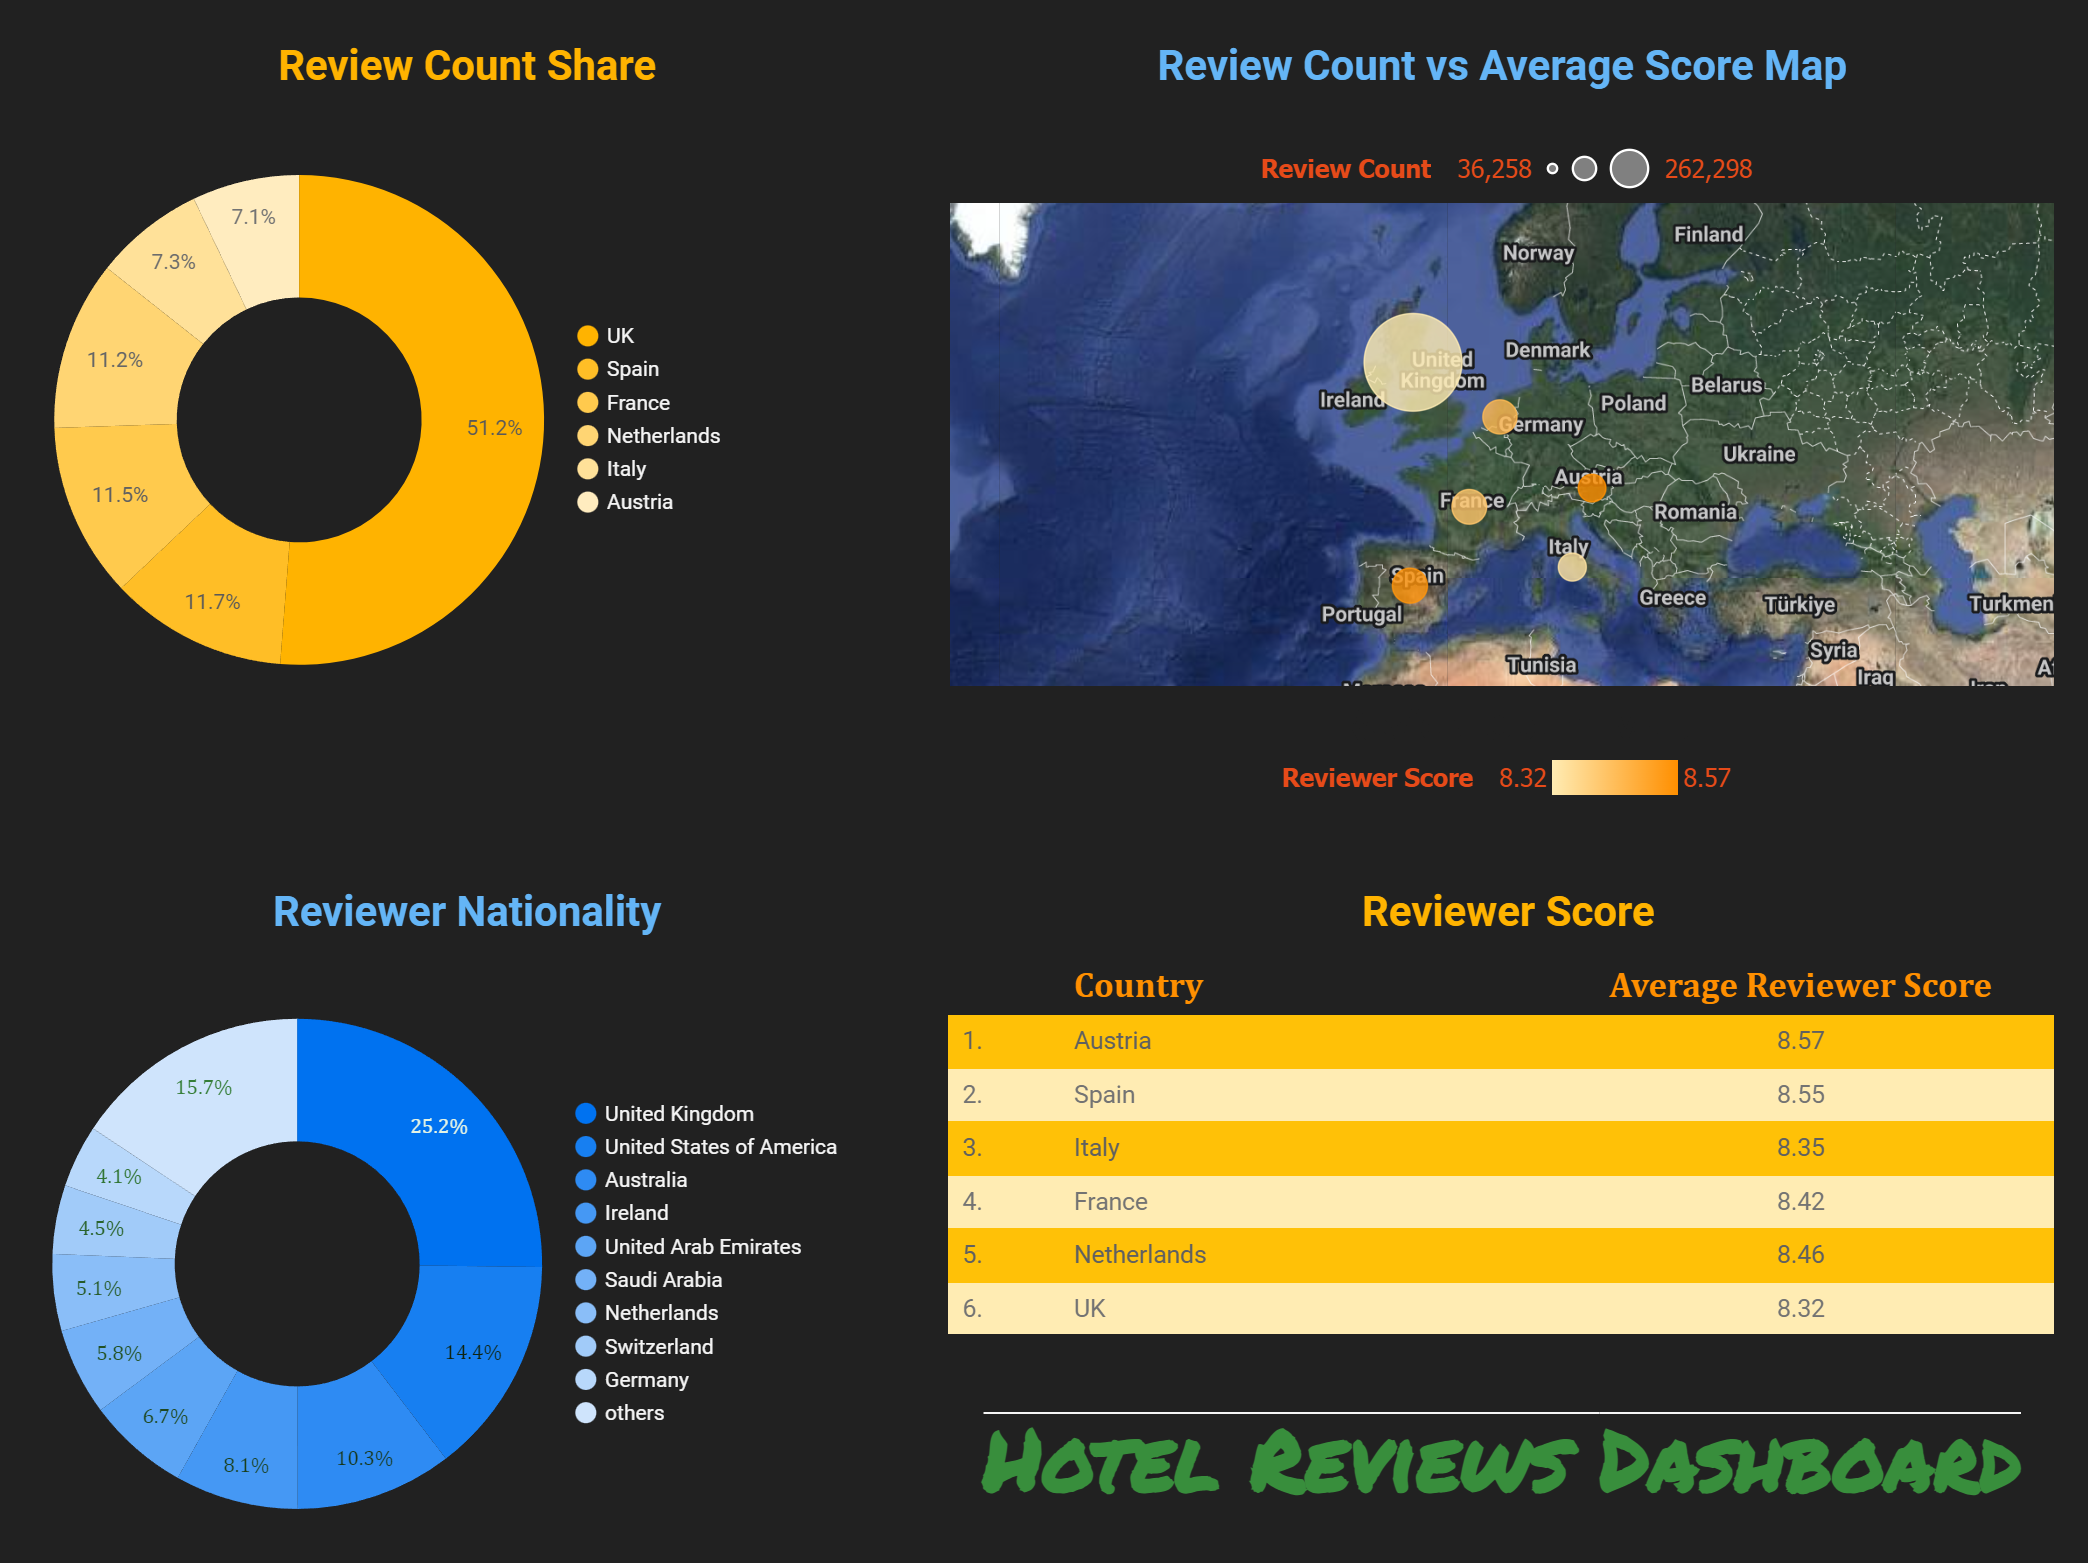 Review Count Share
7.1%
7.3%
11.2%
51.2%
11.5%
11.7%
UK
Spain
France
Netherlands
Italy
Austria
Review Count vs Average Score Map
Review Count 36,258 262,298
Norway
Finland
Denmark
United
Kingdom
Ireland
Belarus
Poland
Germany
Ukraine
Austria
France
Romania
Italy
Spain
Portugal
Greece
Türkiye
Turkmen
Tunisia
Syria
Iraq
Reviewer Score 8.32 8.57
Reviewer Nationality
15.7%
25.2%
4.1%
4.5%
5.1%
5.8%
14.4%
6.7%
8.1%
10.3%
United Kingdom
United States of America
Australia
Ireland
United Arab Emirates
Saudi Arabia
Netherlands
Switzerland
Germany
others
Reviewer Score
Country Average Reviewer Score
1. Austria 8.57
2. Spain 8.55
3. Italy 8.35
4. France 8.42
5. Netherlands 8.46
6. UK 8.32
HOTEL REVIEWS DASHBOARD